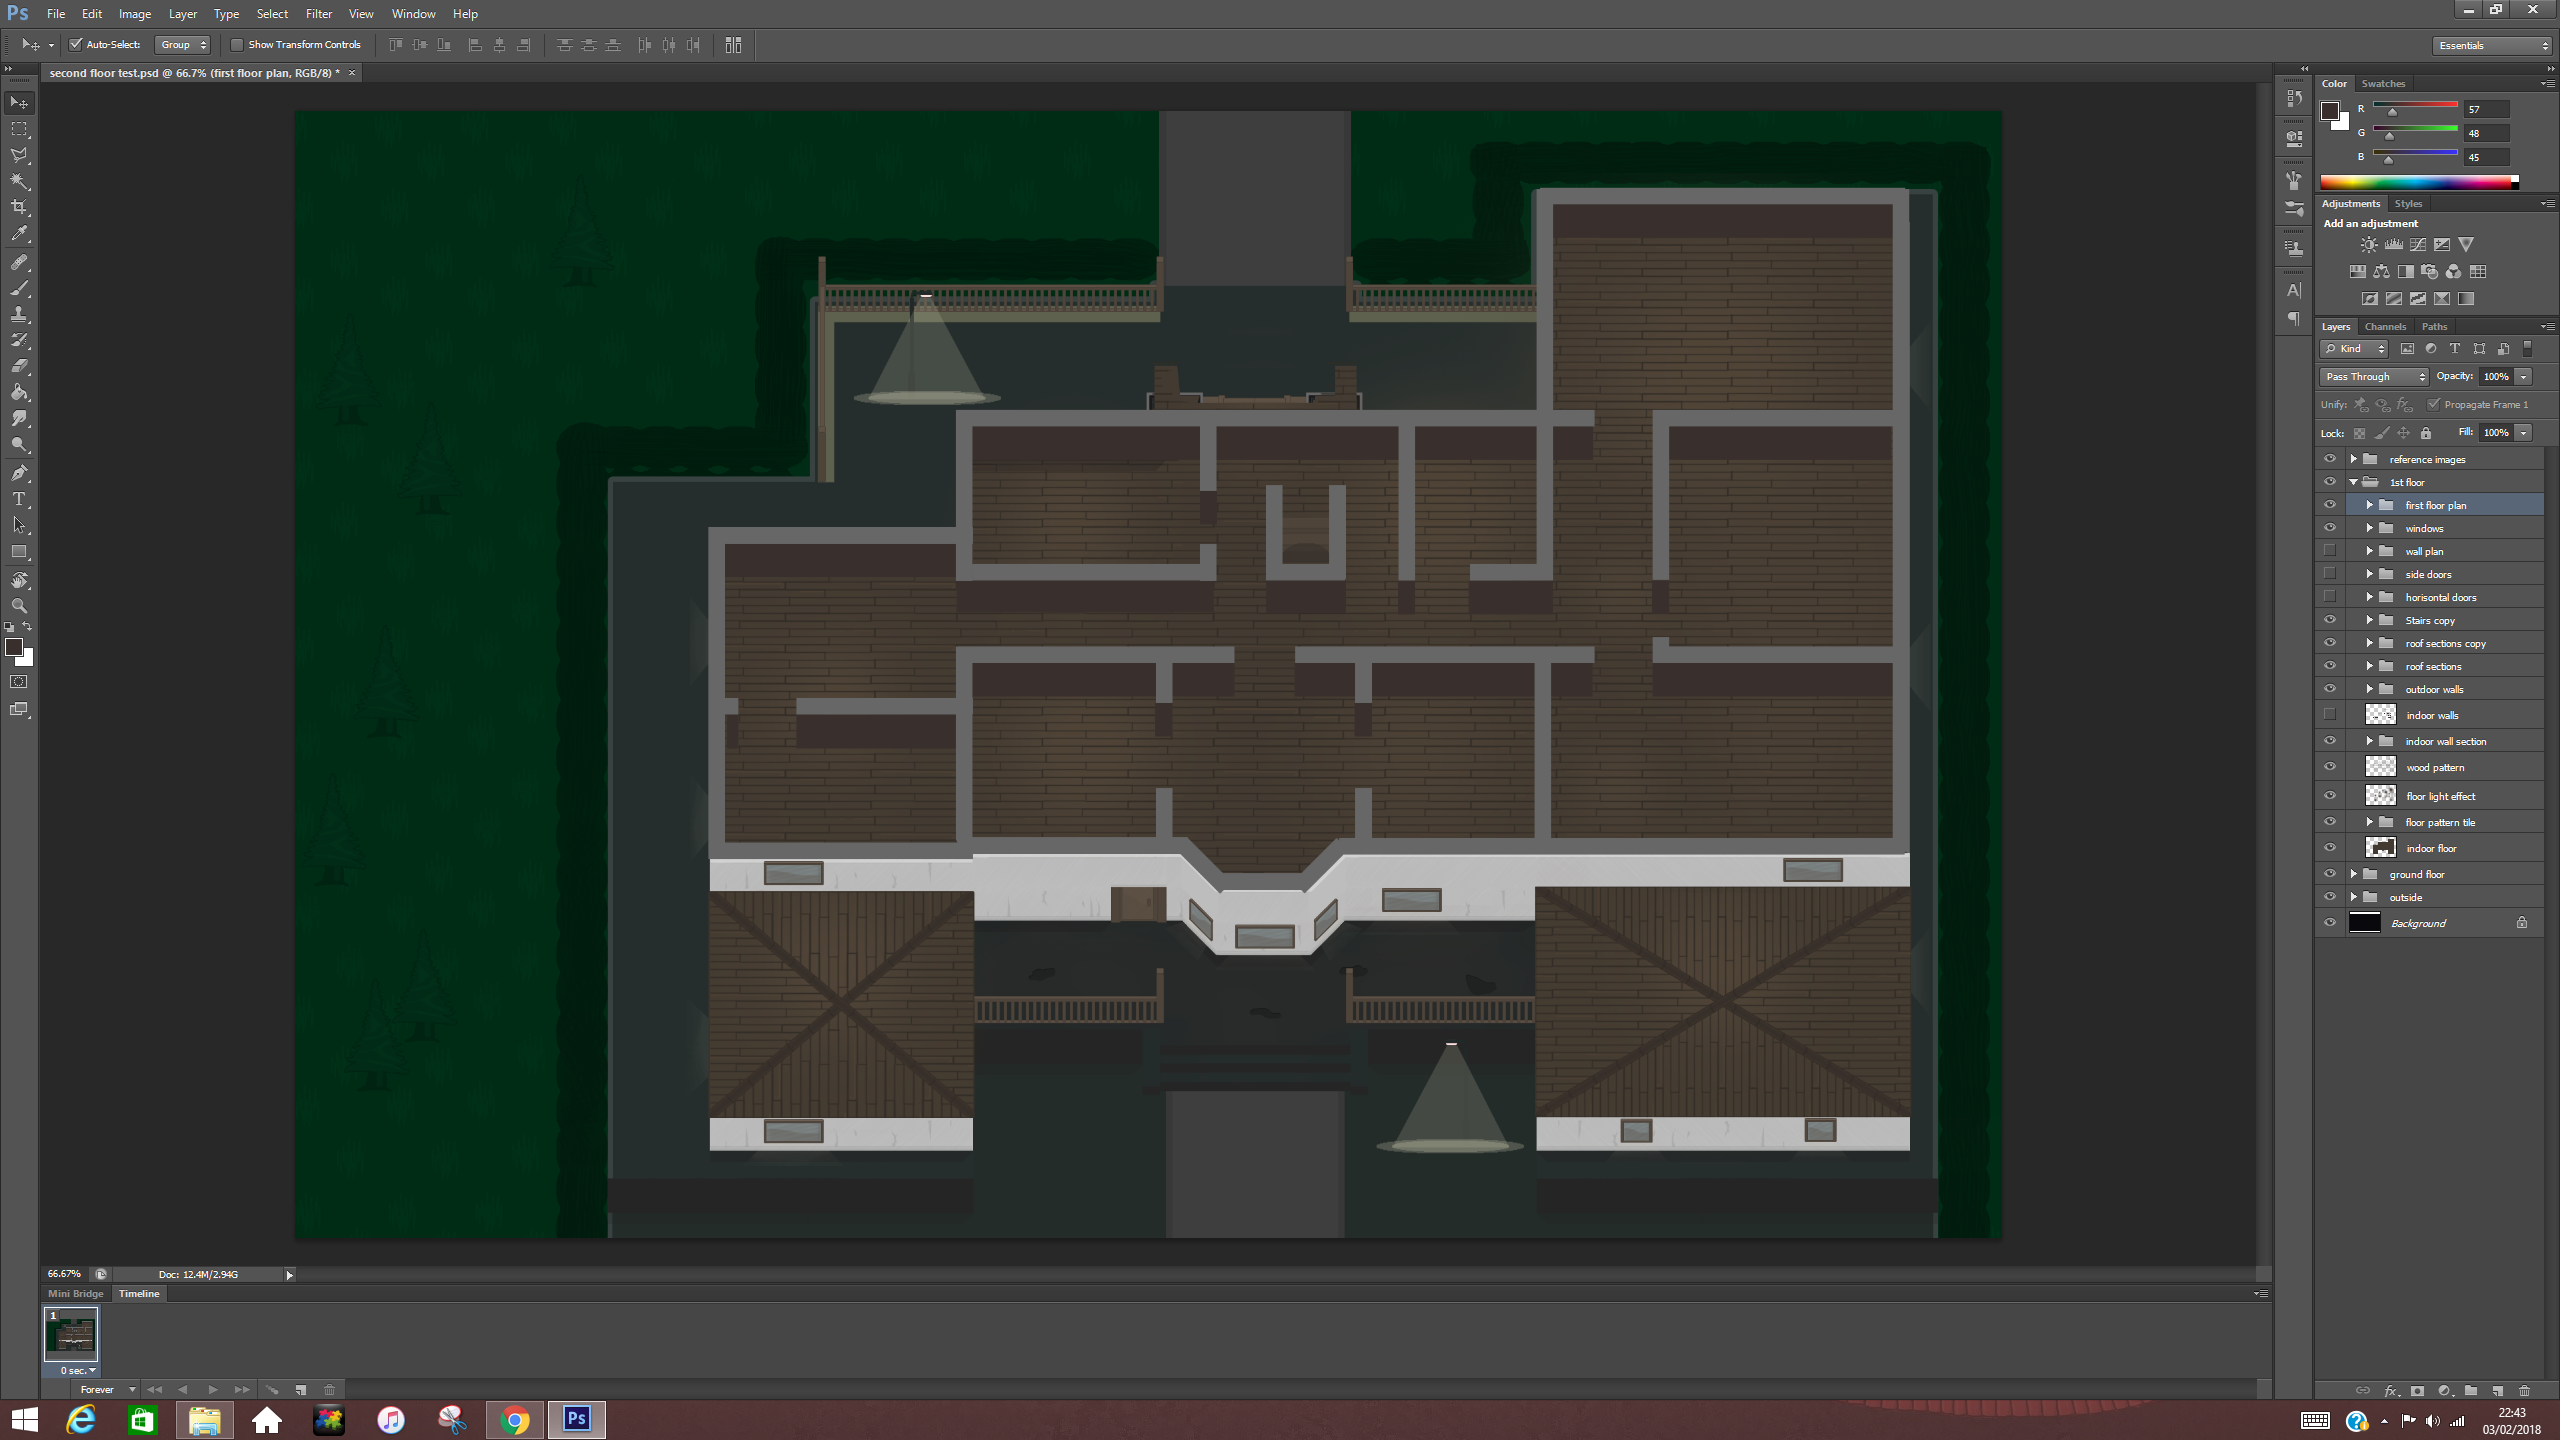 Ps File Edit Image Layer Type Select Filter View Window Help
Auto-Select: Group Show Transform Controls Essentials
second floor test.psd @ 66.7% (first floor plan, RGB/8) * ×
Color Swatches
R 57
G 48
B 45
Adjustments Styles
Add an adjustment
Layers Channels Paths
Kind
Pass Through Opacity: 100%
Unify: Propagate Frame 1
Lock: Fill: 100%
reference images
1st floor
first floor plan
windows
wall plan
side doors
horisontal doors
Stairs copy
roof sections copy
roof sections
outdoor walls
indoor walls
indoor wall section
wood pattern
floor light effect
floor pattern tile
indoor floor
ground floor
outside
Background
66.67% Doc: 12.4M/2.94G
Mini Bridge Timeline
1
0 sec.
Forever
Ps
22:43
03/02/2018